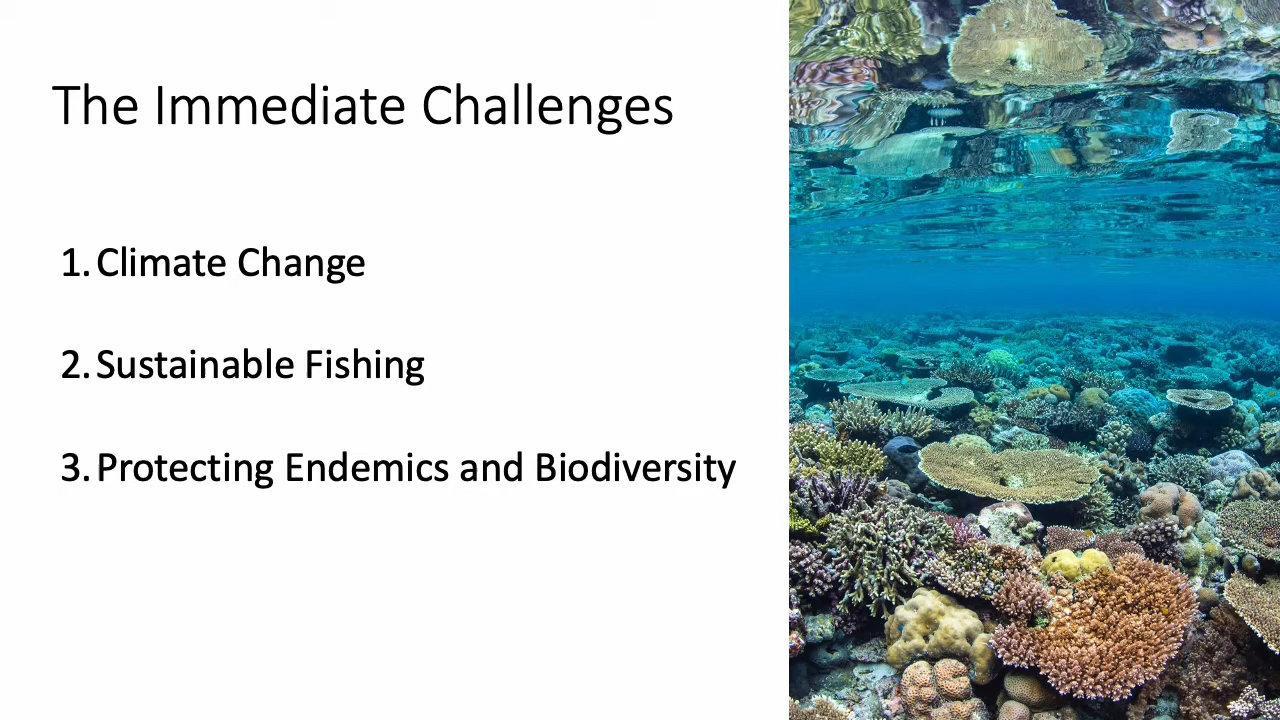 The Immediate Challenges
1. Climate Change
2. Sustainable Fishing
3. Protecting Endemics and Biodiversity